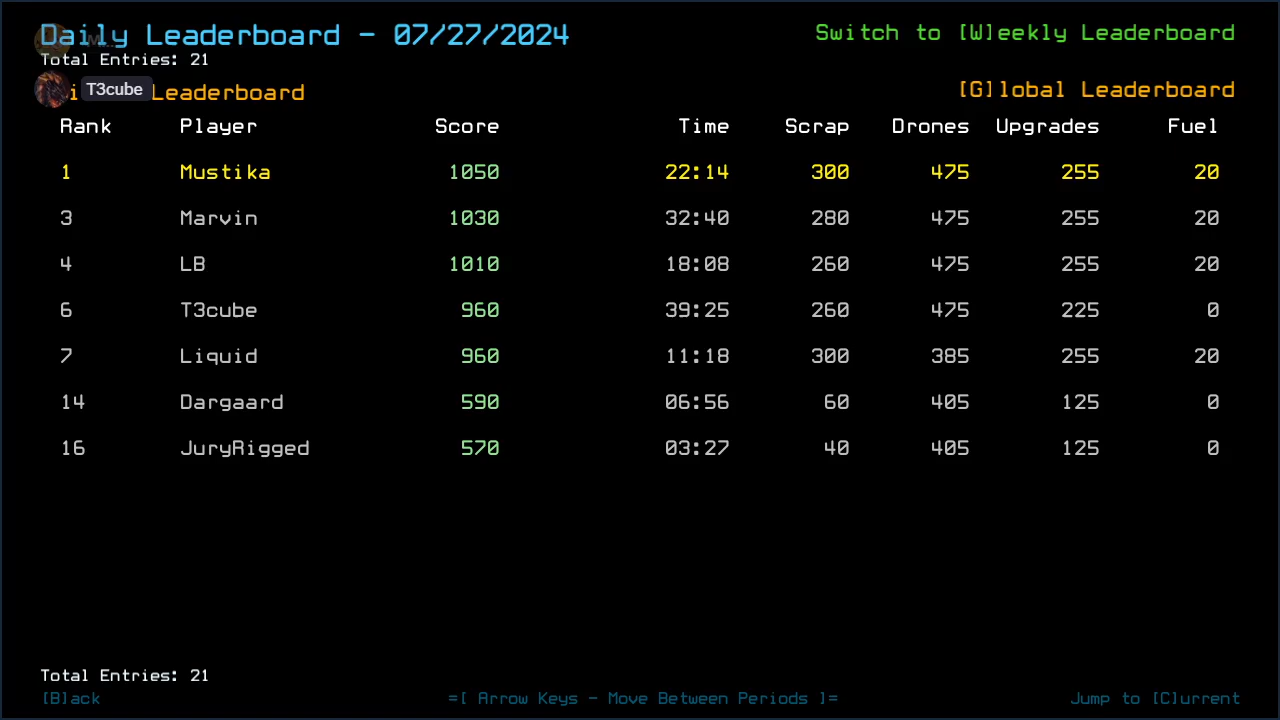 Daily Leaderboard - 07/27/2024 Switch to [W]eekly Leaderboard
Total Entries: 21
T3cube
Leaderboard [G]lobal Leaderboard
Rank Player Score Time Scrap Drones Upgrades Fuel
1 Mustika 1050 22:14 300 475 255 20
3 Marvin 1030 32:40 280 475 255 20
4 LB 1010 18:08 260 475 255 20
6 T3cube 960 39:25 260 475 225 0
7 Liquid 960 11:18 300 385 255 20
14 Dargaard 590 06:56 60 405 125 0
16 JuryRigged 570 03:27 40 405 125 0
Total Entries: 21
[B]ack =[ Arrow Keys - Move Between Periods ]= Jump to [C]urrent